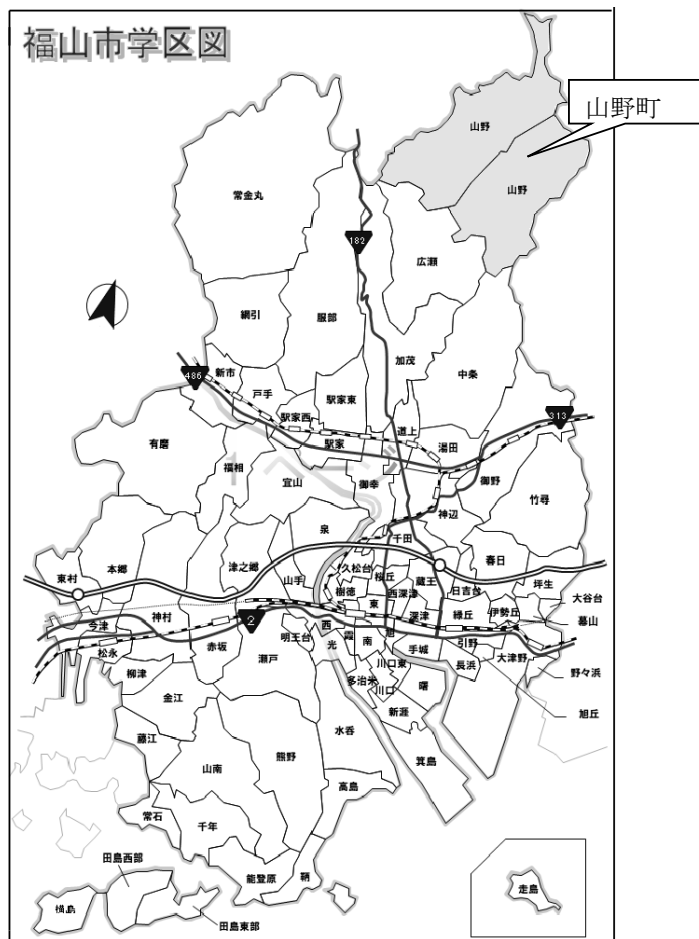 福山市学区図
山野町
山野
山野
常金丸
182
広瀬
網引
服部
加茂
新市
486
中条
戸手
駅家東
駅家西
道上
313
有磨
駅家
湯田
福相
宜山
御幸
御野
竹尋
神辺
泉
千田
本郷
津之郷
春日
東村
山手
久松台
桜丘
蔵王
坪生
樹徳
西深津
日吉台
大谷台
神村
東
深津
緑丘
伊勢丘
幕山
今津
2
西
霞
旭
引野
松永
赤坂
明王台
光
南
手城
大津野
瀬戸
川口東
長浜
野々浜
柳津
多治米
川口
曙
旭丘
金江
新涯
藤江
水呑
箕島
山南
熊野
高島
常石
千年
田島西部
能登原
鞆
走島
横島
田島東部